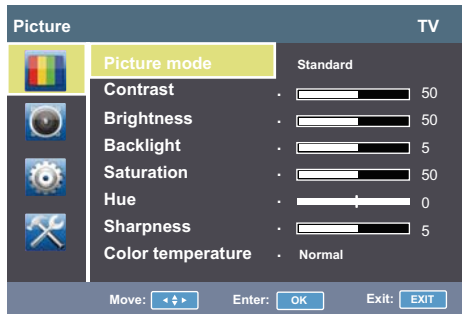 Picture TV
Picture mode Standard
Contrast 50
Brightness 50
Backlight 5
Saturation 50
Hue 0
Sharpness 5
Color temperature Normal
Move: Enter: OK Exit: EXIT